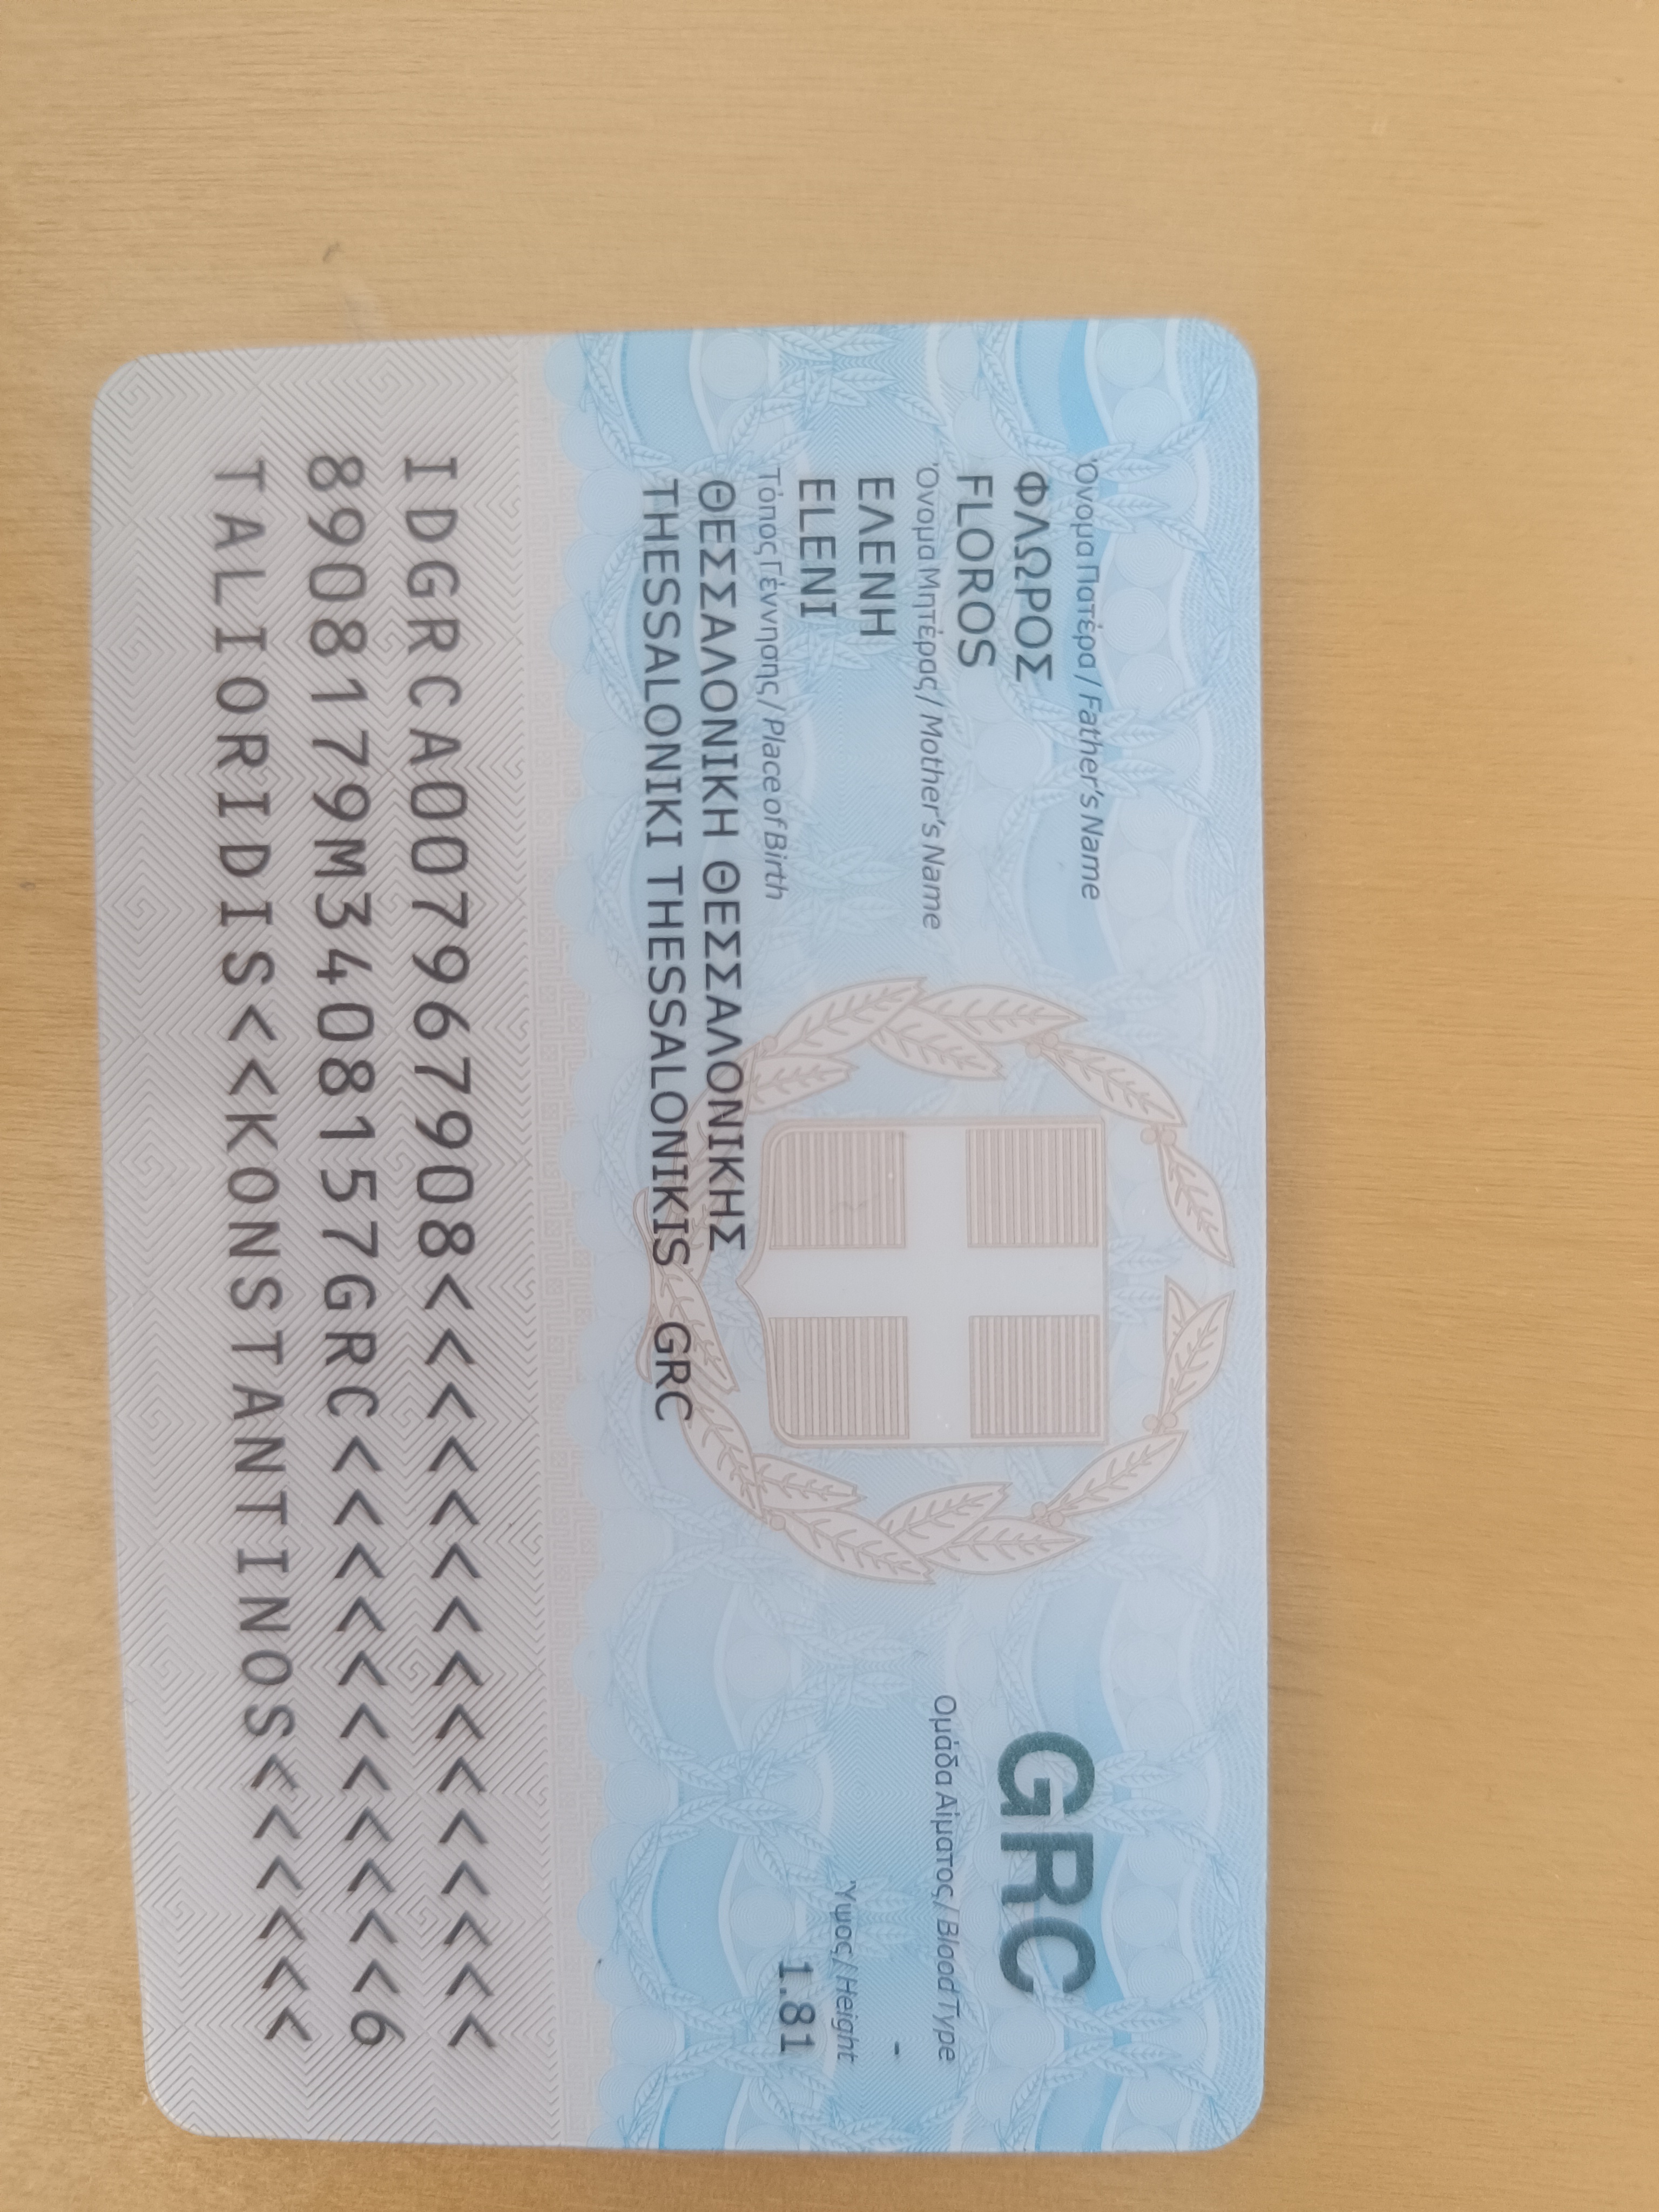 Όνομα Πατέρα / Father's Name
ΦΛΩΡΟΣ
FLOROS
GRC
Όνομα Μητέρας / Mother's Name
ΕΛΕΝΗ
ELENI
Ομάδα Αίματος / Blood Type
-
Τόπος Γέννησης / Place of Birth
ΘΕΣΣΑΛΟΝΙΚΗ ΘΕΣΣΑΛΟΝΙΚΗΣ
THESSALONIKI THESSALONIKIS GRC
Ύψος / Height
1.81
IDGRCA007967908<<<<<<<<<<<<<<<
8908179M3408157GRC<<<<<<<<<<<6
TALIORIDIS<<KONSTANTINOS<<<<<<